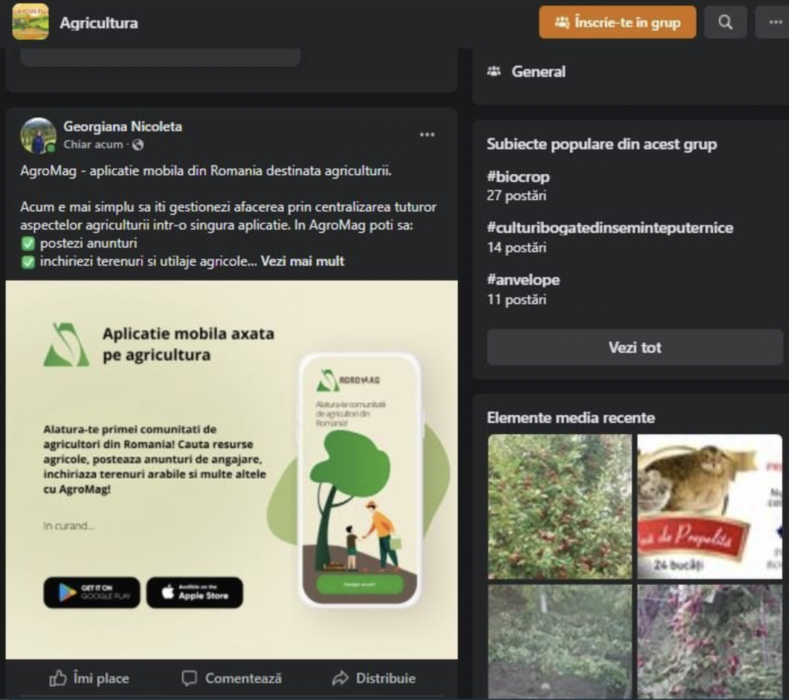 Agricultura
Înscrie-te în grup
General
Georgiana Nicoleta
Chiar acum
AgroMag - aplicatie mobila din Romania destinata agriculturii.
Acum e mai simplu sa iti gestionezi afacerea prin centralizarea tuturor
aspectelor agriculturii intr-o singura aplicatie. In AgroMag poti sa:
postezi anunturi
inchiriezi terenuri si utilaje agricole... Vezi mai mult
Aplicatie mobila axata
pe agricultura
Alatura-te primei comunitati de
agricultori din Romania! Cauta resurse
agricole, posteaza anunturi de angajare,
inchiriaza terenuri arabile si multe altele
cu AgroMag!
In curand...
GET IT ON
GOOGLE PLAY
Available on the
Apple Store
AGROMAG
Alatura-te comunitatii
de agricultori din
Romania!
Îmi place
Comentează
Distribuie
Subiecte populare din acest grup
#biocrop
27 postări
#culturibogatedinseminteputernice
14 postări
#anvelope
11 postări
Vezi tot
Elemente media recente
de Prepeliță
24 bucăți